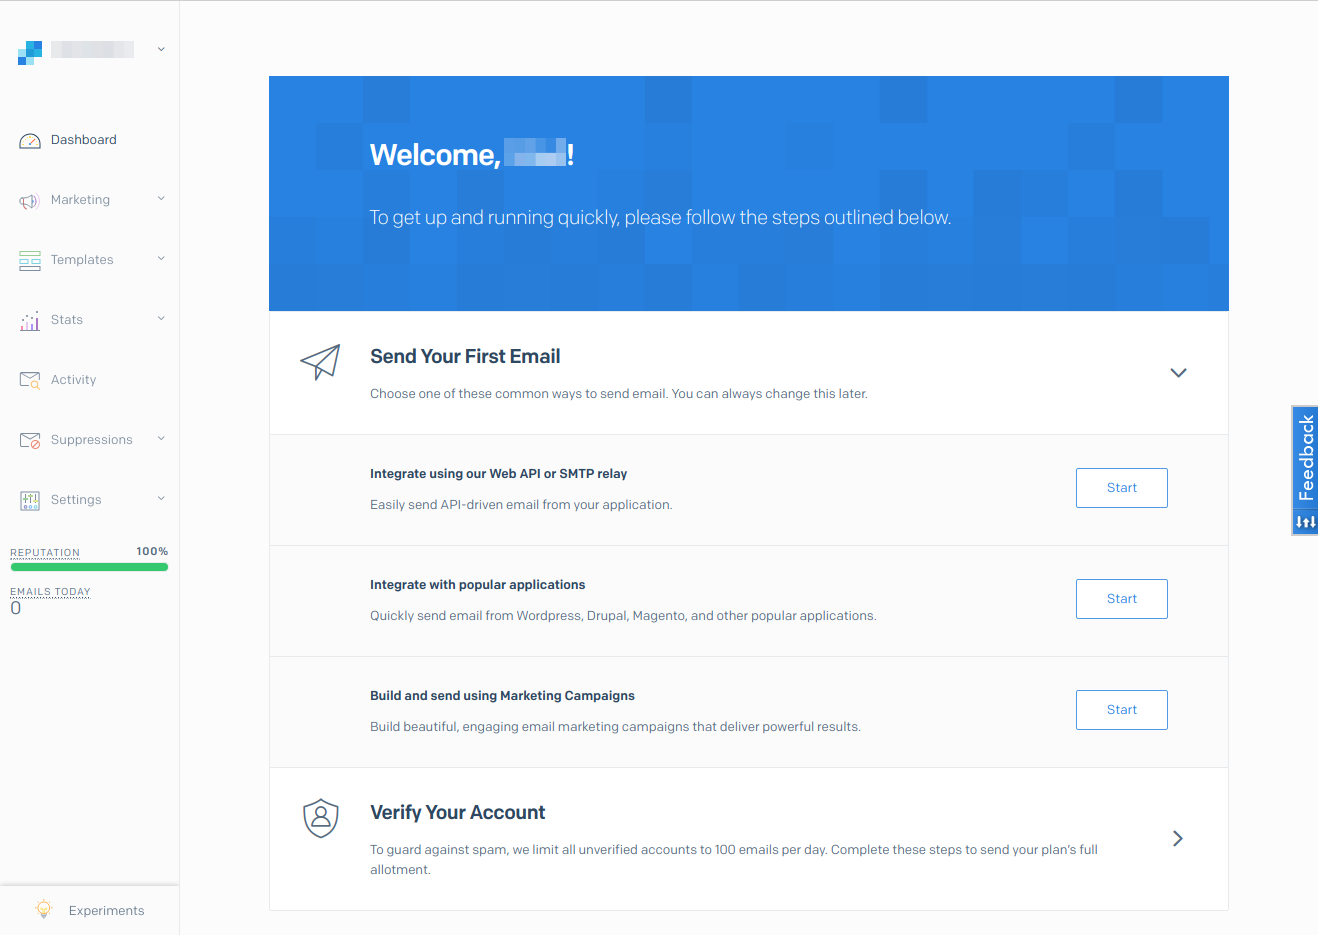 Dashboard
Marketing
Templates
Stats
Activity
Suppressions
Settings
REPUTATION 100%
EMAILS TODAY
0
Experiments
Welcome, !
To get up and running quickly, please follow the steps outlined below.
Send Your First Email
Choose one of these common ways to send email. You can always change this later.
Integrate using our Web API or SMTP relay
Easily send API-driven email from your application.
Start
Integrate with popular applications
Quickly send email from Wordpress, Drupal, Magento, and other popular applications.
Start
Build and send using Marketing Campaigns
Build beautiful, engaging email marketing campaigns that deliver powerful results.
Start
Verify Your Account
To guard against spam, we limit all unverified accounts to 100 emails per day. Complete these steps to send your plan's full
allotment.
Feedback